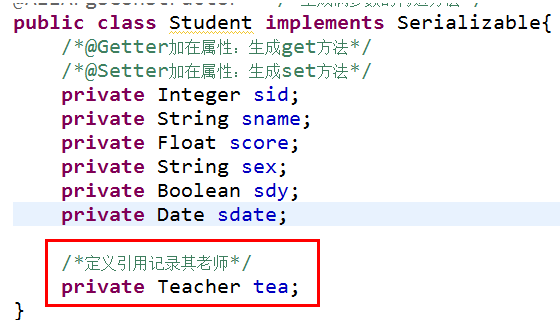 public class Student implements Serializable{
/*@Getter加在属性：生成get方法*/
/*@Setter加在属性：生成set方法*/
private Integer sid;
private String sname;
private Float score;
private String sex;
private Boolean sdy;
private Date sdate;
/*定义引用记录其老师*/
private Teacher tea;
}